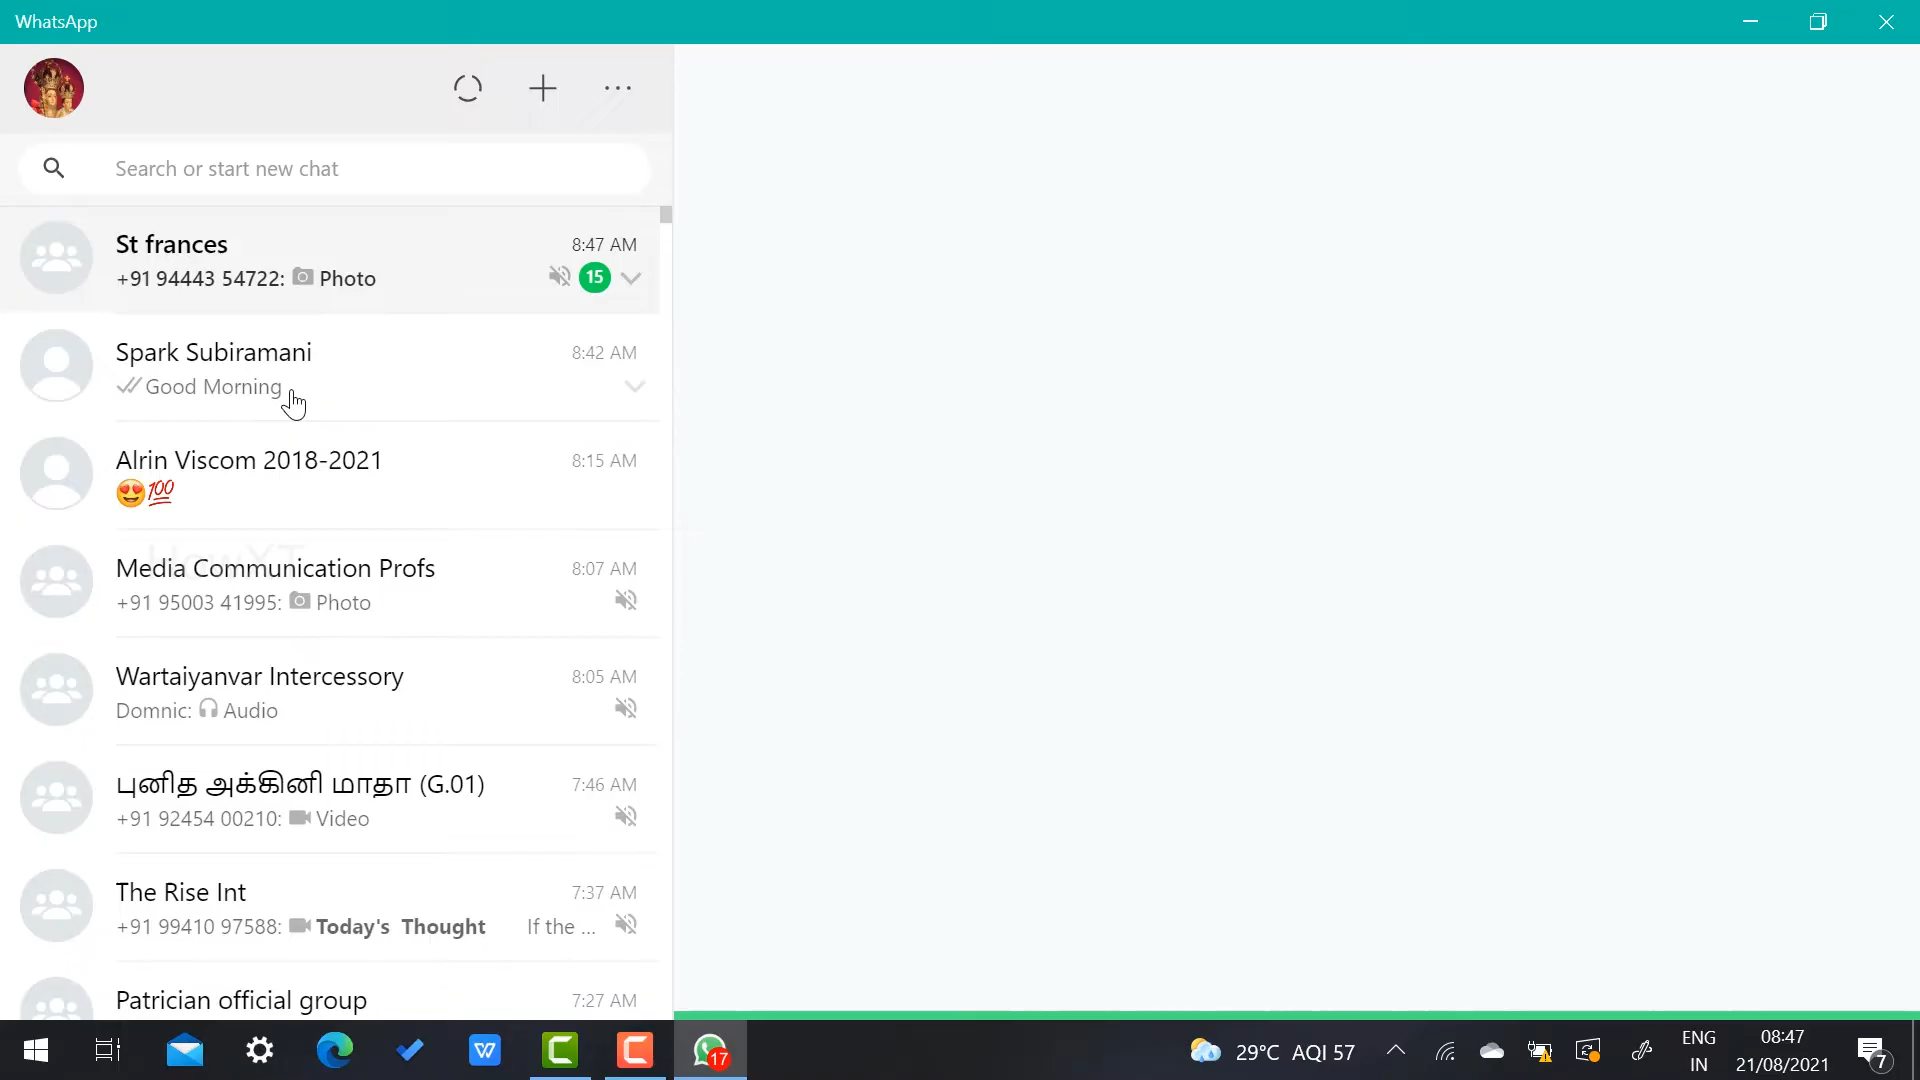 WhatsApp
Search or start new chat
St frances
8:47 AM
+91 94443 54722: Photo
15
Spark Subiramani
8:42 AM
Good Morning
Alrin Viscom 2018-2021
8:15 AM
😍💯
HowXT
Media Communication Profs
8:07 AM
+91 95003 41995: Photo
Wartaiyanvar Intercessory
8:05 AM
Domnic: Audio
புனித அக்கினி மாதா (G.01)
7:46 AM
+91 92454 00210: Video
The Rise Int
7:37 AM
+91 99410 97588: Today's Thought If the ...
Patrician official group
7:27 AM
17
29°C AQI 57
ENG
IN
08:47
21/08/2021
7